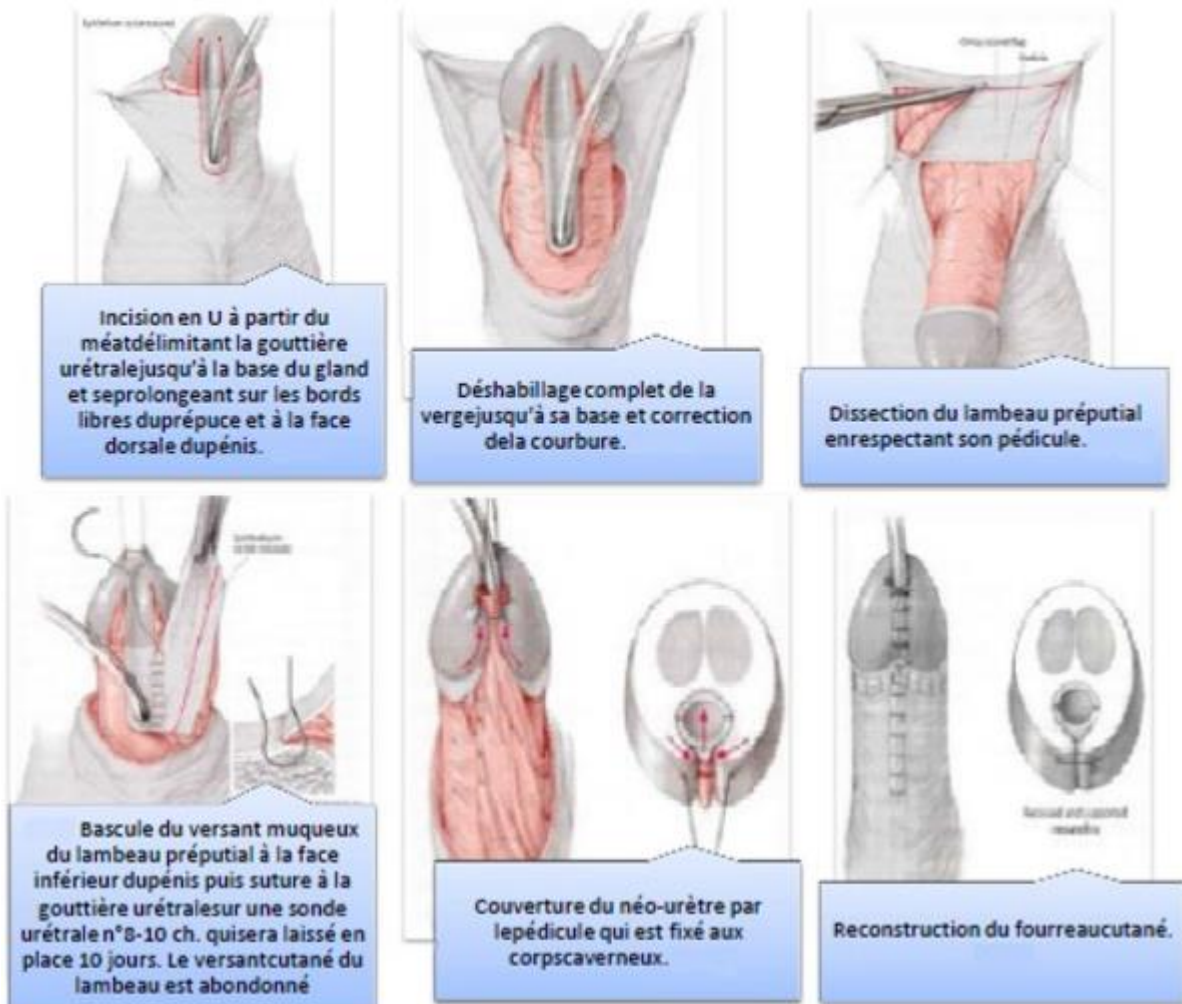 Incision en U à partir du
méatdélimitant la gouttière
urétralejusqu'à la base du gland
et seprolongeant sur les bords
libres duprépuce et à la face
dorsale dupénis.
Déshabillage complet de la
vergejusqu'à sa base et correction
dela courbure.
Dissection du lambeau préputial
enrespectant son pédicule.
Bascule du versant muqueux
du lambeau préputial à la face
inférieur dupénis puis suture à la
gouttière urétralesur une sonde
urétrale n°8-10 ch. quisera laissé en
place 10 jours. Le versantcutané du
lambeau est abondonné
Couverture du néo-urètre par
lepédicule qui est fixé aux
corpscaverneux.
Reconstruction du fourreaucutané.